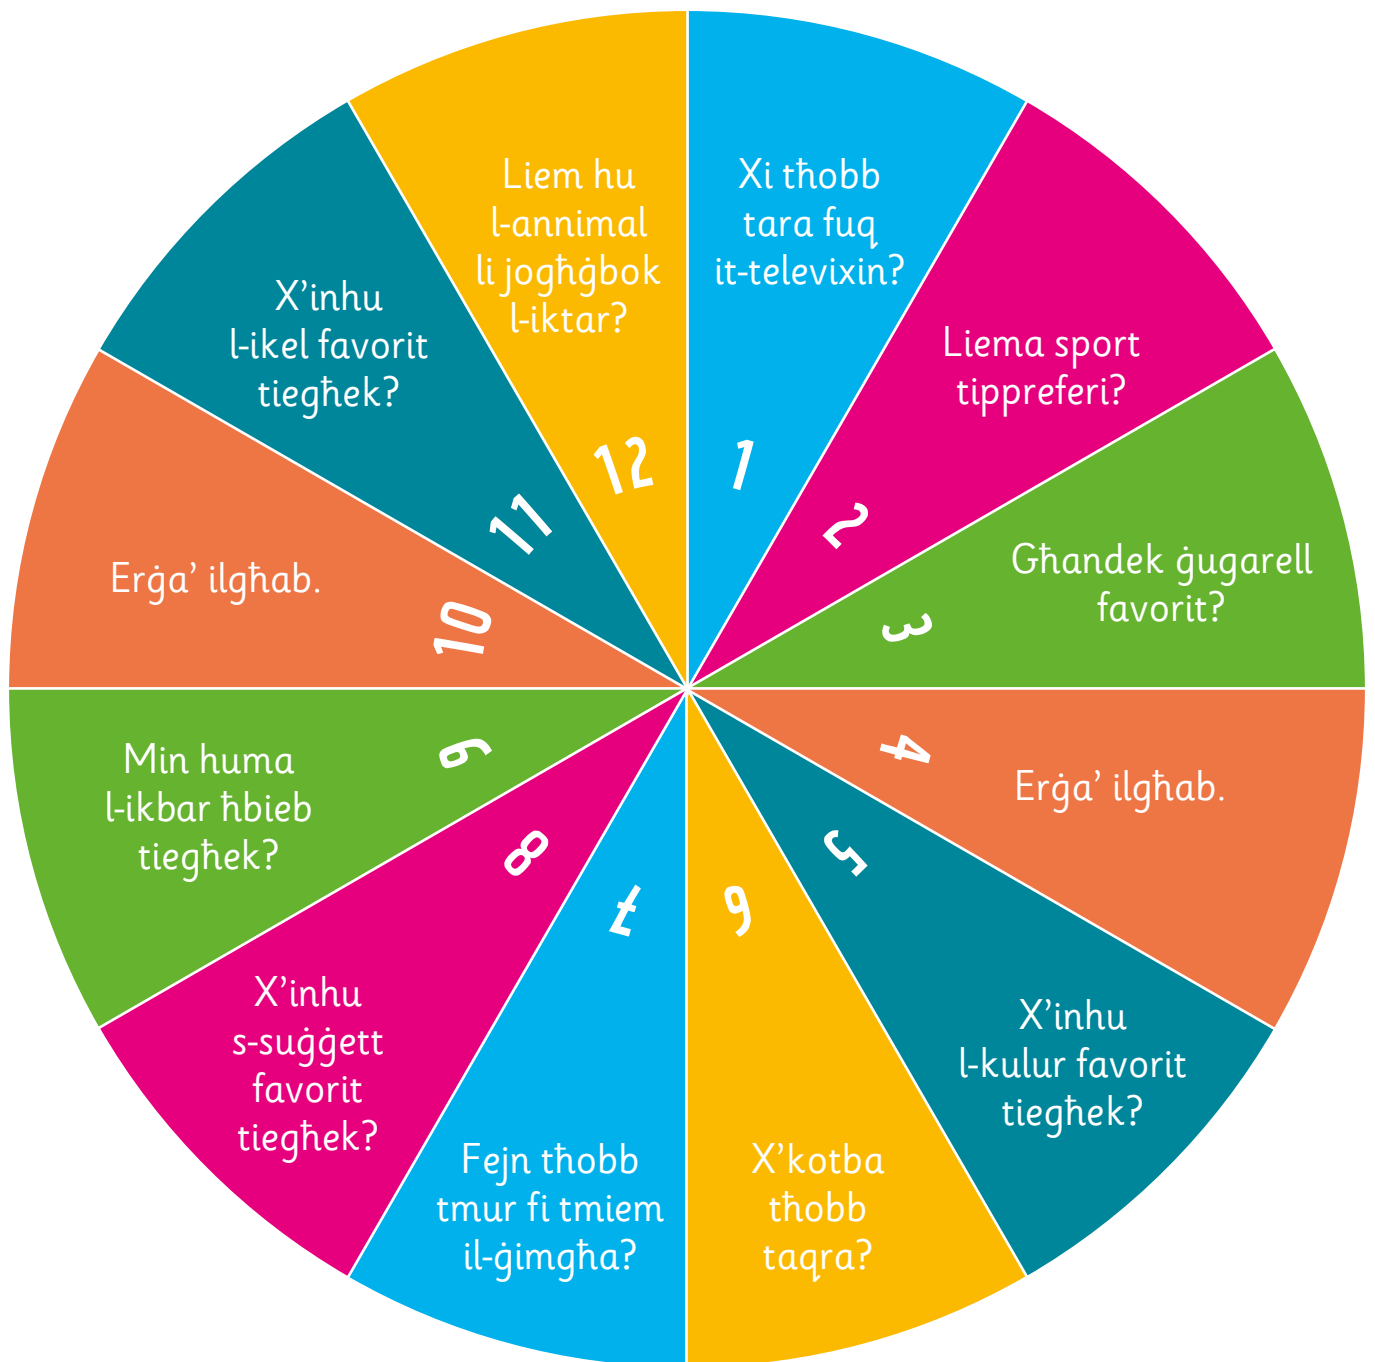 Xi tħobb
tara fuq
it-televixin?
1
Liema sport
tippreferi?
2
Għandek ġugarell
favorit?
3
Erġa' ilgħab.
4
X'inhu
l-kulur favorit
tiegħek?
5
X'kotba
tħobb
taqra?
6
Fejn tħobb
tmur fi tmiem
il-ġimgħa?
7
X'inhu
s-suġġett
favorit
tiegħek?
8
Min huma
l-ikbar ħbieb
tiegħek?
9
Erġa' ilgħab.
10
X'inhu
l-ikel favorit
tiegħek?
11
Liem hu
l-annimal
li jogħġbok
l-iktar?
12